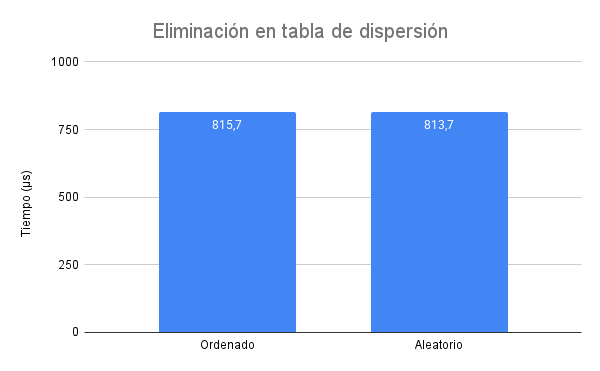 Eliminación en tabla de dispersión
Tiempo (µs)
1000
750
500
250
0
815,7
813,7
Ordenado
Aleatorio